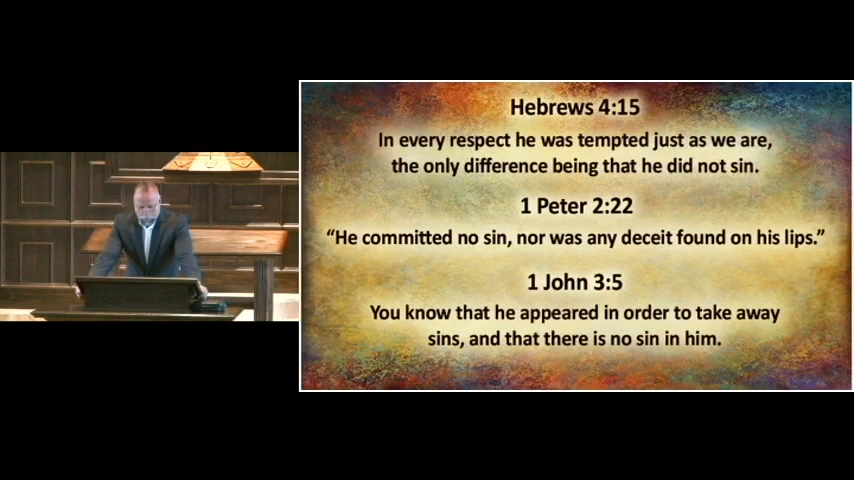 Hebrews 4:15
In every respect he was tempted just as we are,
the only difference being that he did not sin.
1 Peter 2:22
“He committed no sin, nor was any deceit found on his lips.”
1 John 3:5
You know that he appeared in order to take away
sins, and that there is no sin in him.